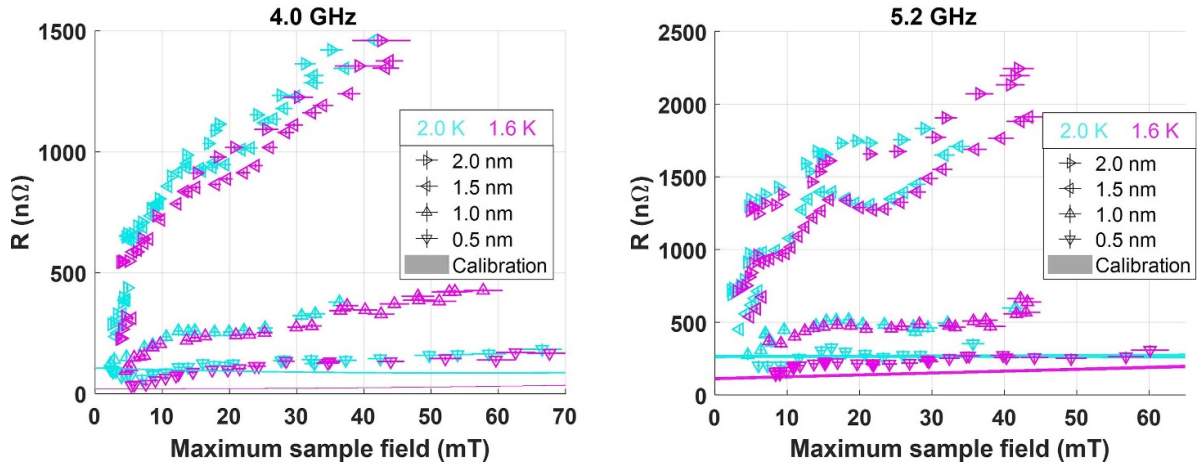 4.0 GHz
R (nΩ)
1500
1000
500
0
2.0 K 1.6 K
2.0 nm
1.5 nm
1.0 nm
0.5 nm
Calibration
0 10 20 30 40 50 60 70
Maximum sample field (mT)
5.2 GHz
R (nΩ)
2500
2000
1500
1000
500
0
2.0 K 1.6 K
2.0 nm
1.5 nm
1.0 nm
0.5 nm
Calibration
0 10 20 30 40 50 60
Maximum sample field (mT)